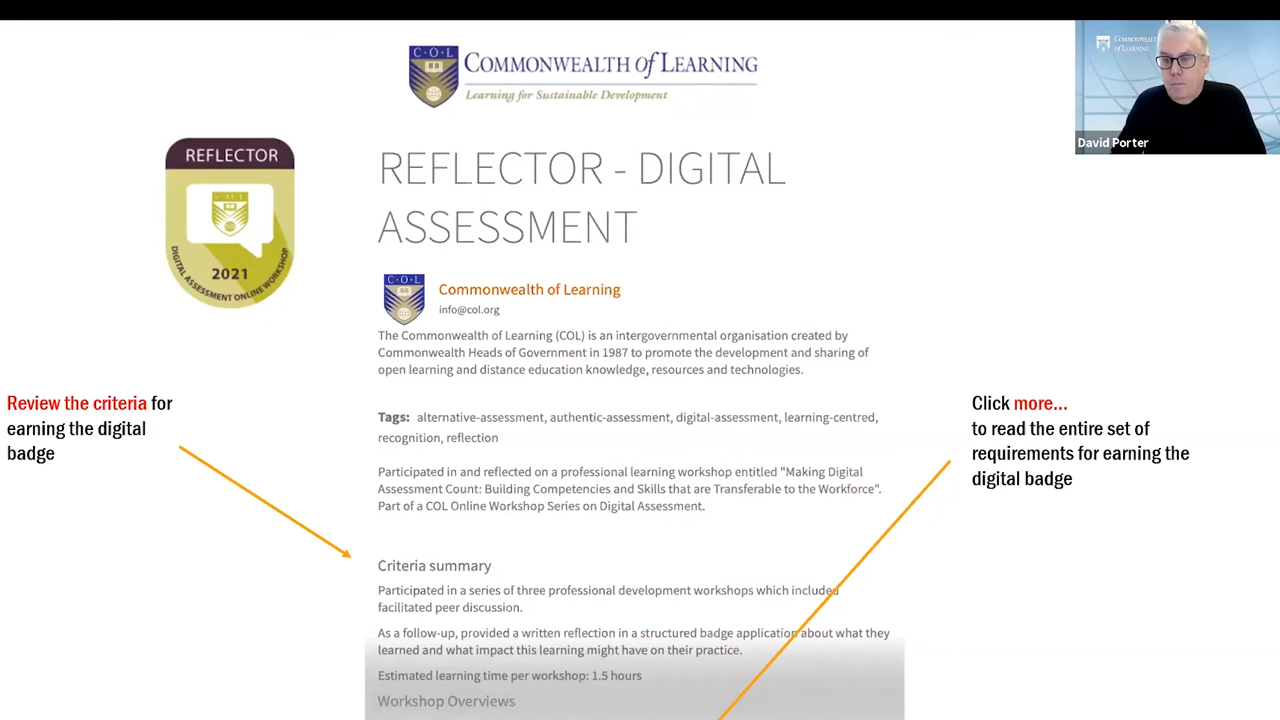 C·O·L
COMMONWEALTH of LEARNING
Learning for Sustainable Development
COMMONWEALTH
of LEARNING
David Porter
REFLECTOR
C·O·L
2021
DIGITAL ASSESSMENT ONLINE WORKSHOP
REFLECTOR - DIGITAL
ASSESSMENT
C·O·L
Commonwealth of Learning
info@col.org
The Commonwealth of Learning (COL) is an intergovernmental organisation created by
Commonwealth Heads of Government in 1987 to promote the development and sharing of
open learning and distance education knowledge, resources and technologies.
Review the criteria for
earning the digital
badge
Tags: alternative-assessment, authentic-assessment, digital-assessment, learning-centred,
recognition, reflection
Participated in and reflected on a professional learning workshop entitled "Making Digital
Assessment Count: Building Competencies and Skills that are Transferable to the Workforce".
Part of a COL Online Workshop Series on Digital Assessment.
Click more...
to read the entire set of
requirements for earning the
digital badge
Criteria summary
Participated in a series of three professional development workshops which included
facilitated peer discussion.
As a follow-up, provided a written reflection in a structured badge application about what they
learned and what impact this learning might have on their practice.
Estimated learning time per workshop: 1.5 hours
Workshop Overviews